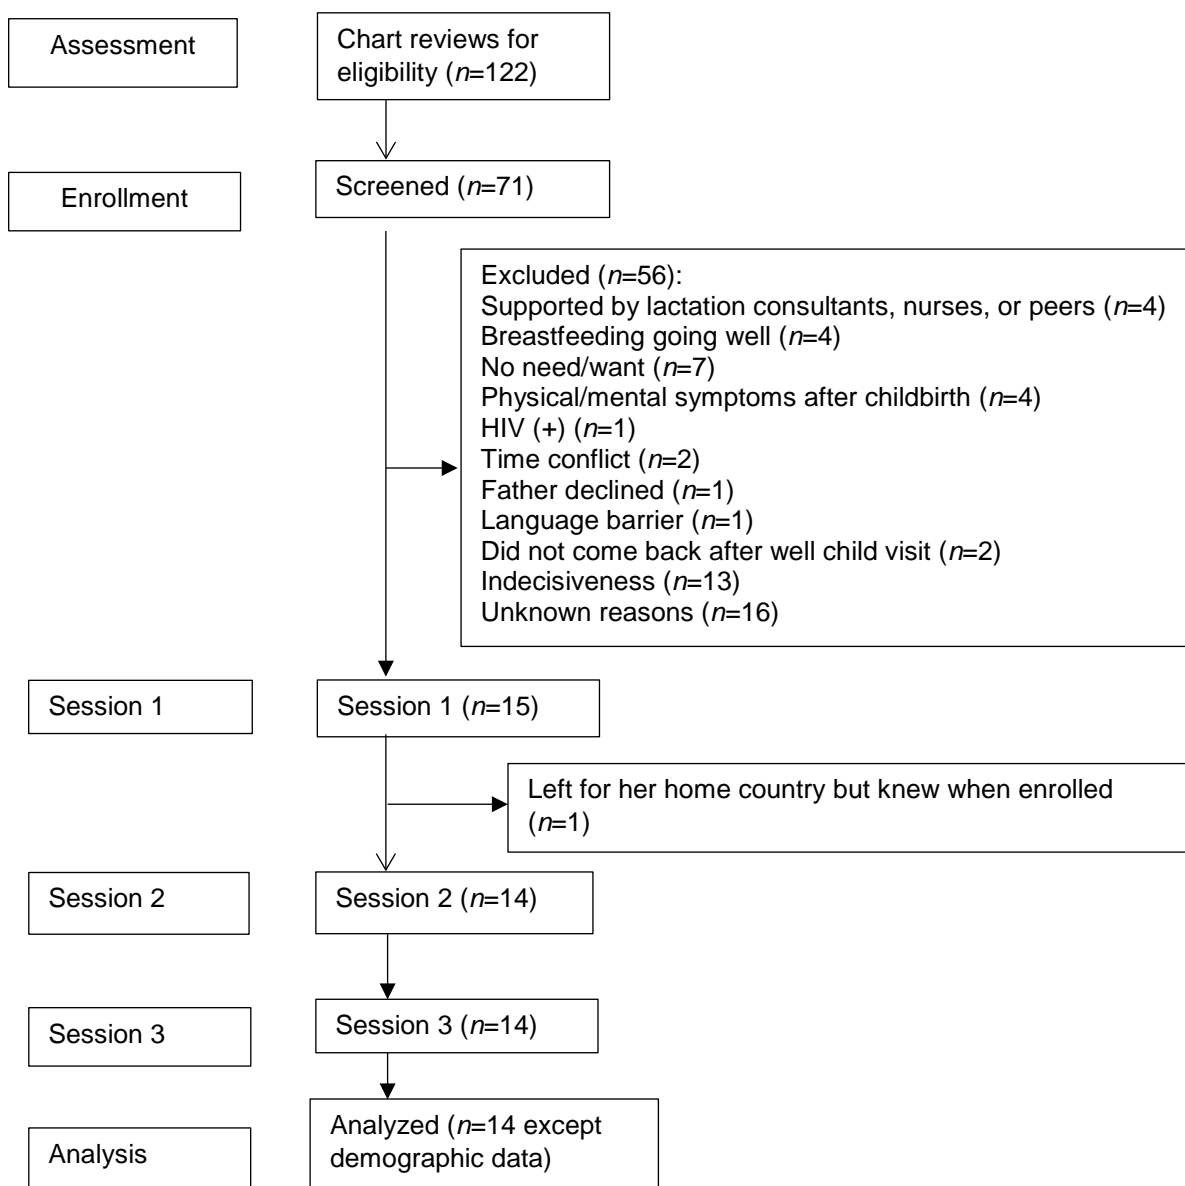 Assessment
Chart reviews for
eligibility (n=122)
Enrollment
Screened (n=71)
Excluded (n=56):
Supported by lactation consultants, nurses, or peers (n=4)
Breastfeeding going well (n=4)
No need/want (n=7)
Physical/mental symptoms after childbirth (n=4)
HIV (+) (n=1)
Time conflict (n=2)
Father declined (n=1)
Language barrier (n=1)
Did not come back after well child visit (n=2)
Indecisiveness (n=13)
Unknown reasons (n=16)
Session 1
Session 1 (n=15)
Left for her home country but knew when enrolled
(n=1)
Session 2
Session 2 (n=14)
Session 3
Session 3 (n=14)
Analysis
Analyzed (n=14 except
demographic data)